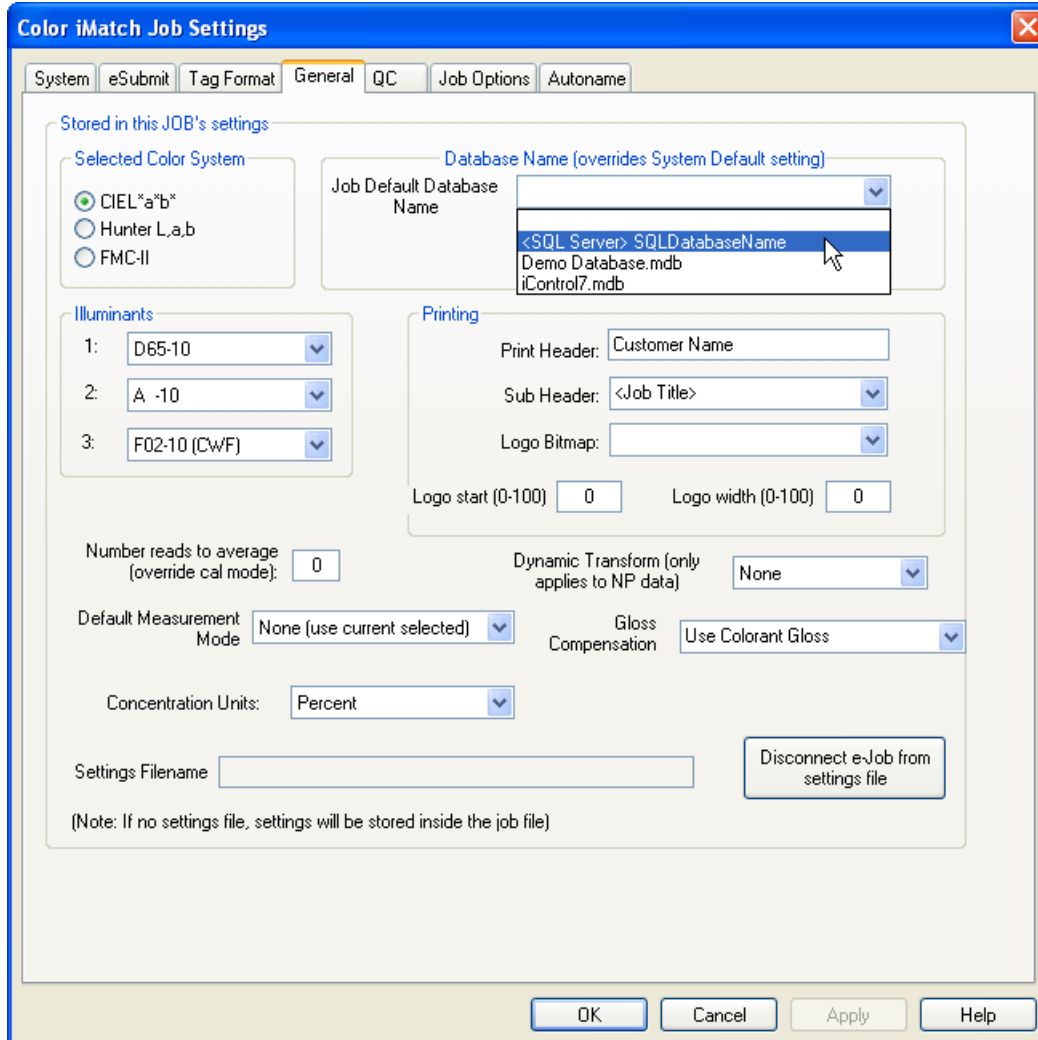 Color iMatch Job Settings
System eSubmit Tag Format General QC Job Options Autoname
Stored in this JOB's settings
Selected Color System
CIEL*a*b*
Hunter L,a,b
FMC-II
Database Name (overrides System Default setting)
Job Default Database
Name
<SQL Server> SQLDatabaseName
Demo Database.mdb
iControl7.mdb
Illuminants
1: D65-10
2: A -10
3: F02-10 (CWF)
Printing
Print Header: Customer Name
Sub Header: <Job Title>
Logo Bitmap:
Logo start (0-100) 0 Logo width (0-100) 0
Number reads to average
(override cal mode): 0
Dynamic Transform (only
applies to NP data) None
Default Measurement
Mode None (use current selected)
Gloss
Compensation Use Colorant Gloss
Concentration Units: Percent
Settings Filename
Disconnect e-Job from
settings file
(Note: If no settings file, settings will be stored inside the job file)
OK Cancel Apply Help